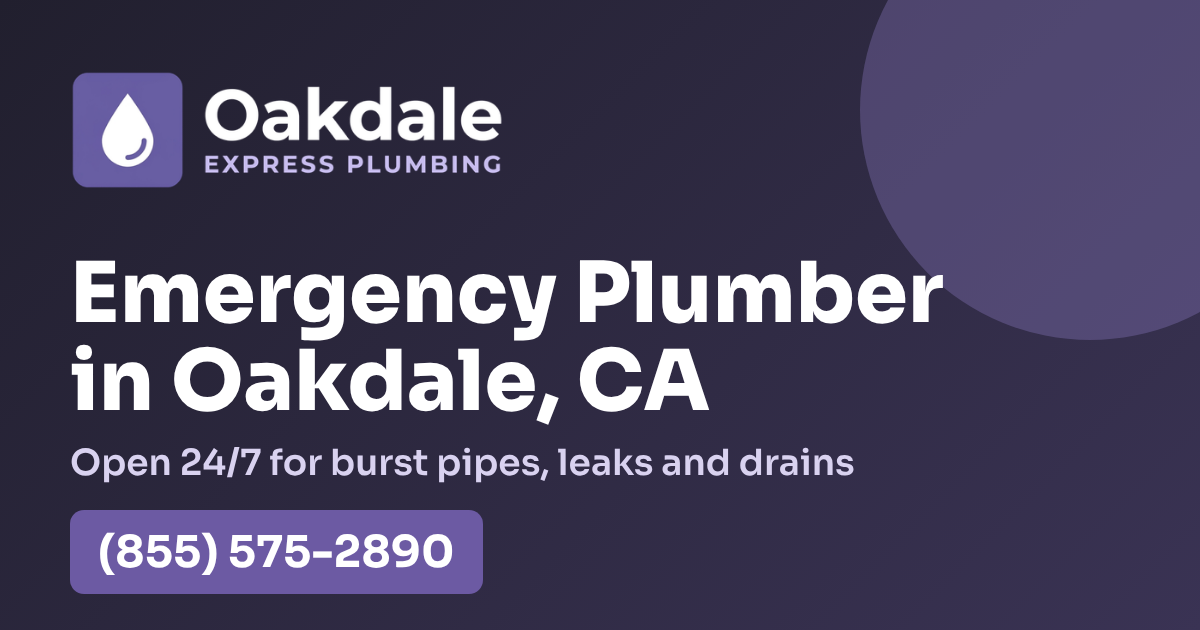 Oakdale
EXPRESS PLUMBING
Emergency Plumber
in Oakdale, CA
Open 24/7 for burst pipes, leaks and drains
(855) 575-2890